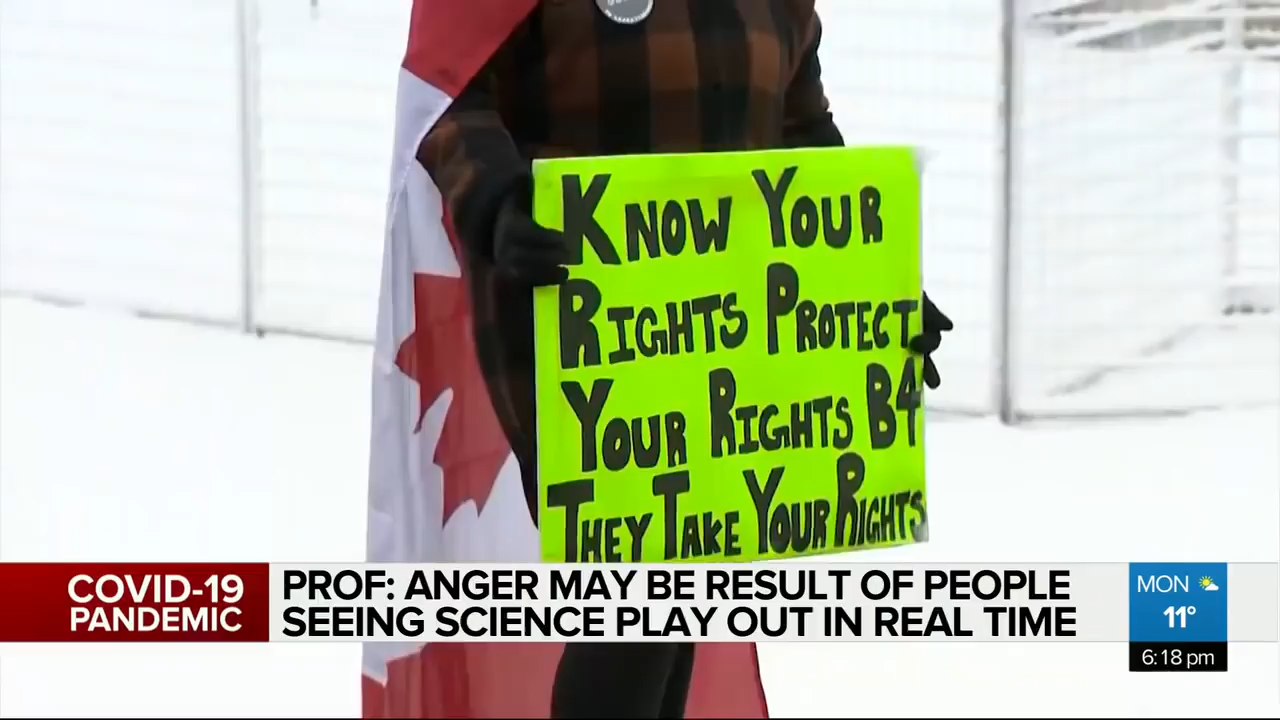 KNOW YOUR
RIGHTS PROTECT
YOUR RIGHTS B4
THEY TAKE YOUR RIGHTS
COVID-19
PANDEMIC
PROF: ANGER MAY BE RESULT OF PEOPLE
SEEING SCIENCE PLAY OUT IN REAL TIME
MON
11°
6:18 pm